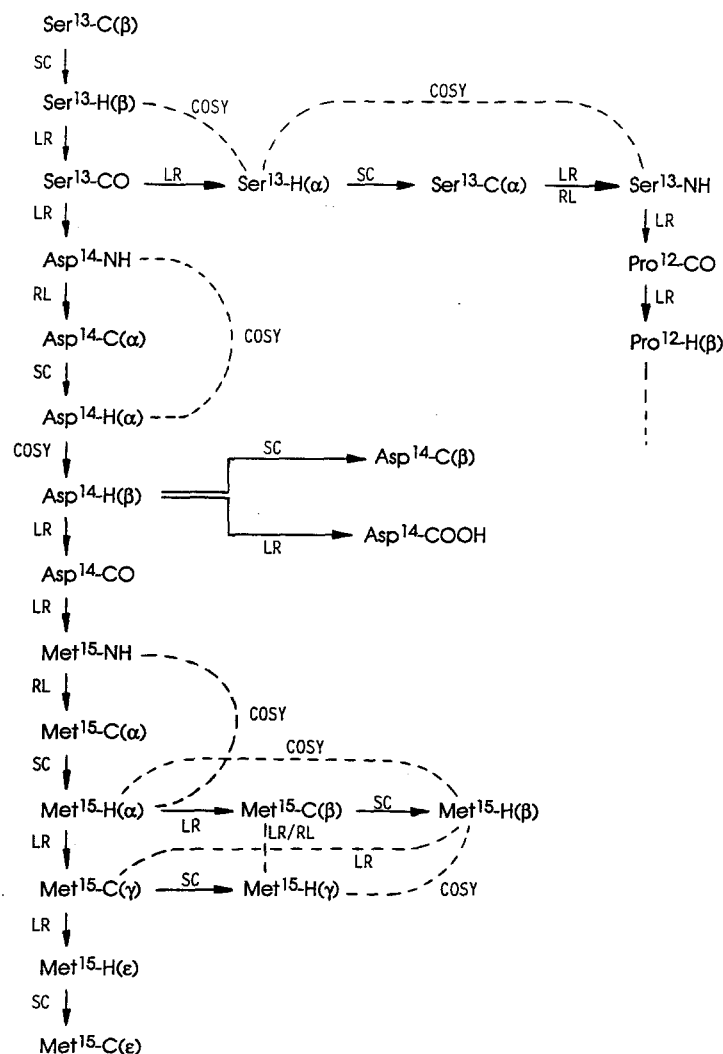 Ser¹³-C(β)
SC
Ser¹³-H(β)
COSY
COSY
LR
Ser¹³-CO
LR
Ser¹³-H(α)
SC
Ser¹³-C(α)
LR
RL
Ser¹³-NH
LR
LR
Asp¹⁴-NH
Pro¹²-CO
RL
LR
COSY
Asp¹⁴-C(α)
Pro¹²-H(β)
SC
Asp¹⁴-H(α)
COSY
SC
Asp¹⁴-C(β)
Asp¹⁴-H(β)
LR
LR
Asp¹⁴-COOH
Asp¹⁴-CO
LR
Met¹⁵-NH
RL
COSY
Met¹⁵-C(α)
COSY
SC
Met¹⁵-H(α)
LR
Met¹⁵-C(β)
SC
Met¹⁵-H(β)
LR
LR/RL
LR
Met¹⁵-C(γ)
SC
Met¹⁵-H(γ)
COSY
LR
Met¹⁵-H(ε)
SC
Met¹⁵-C(ε)